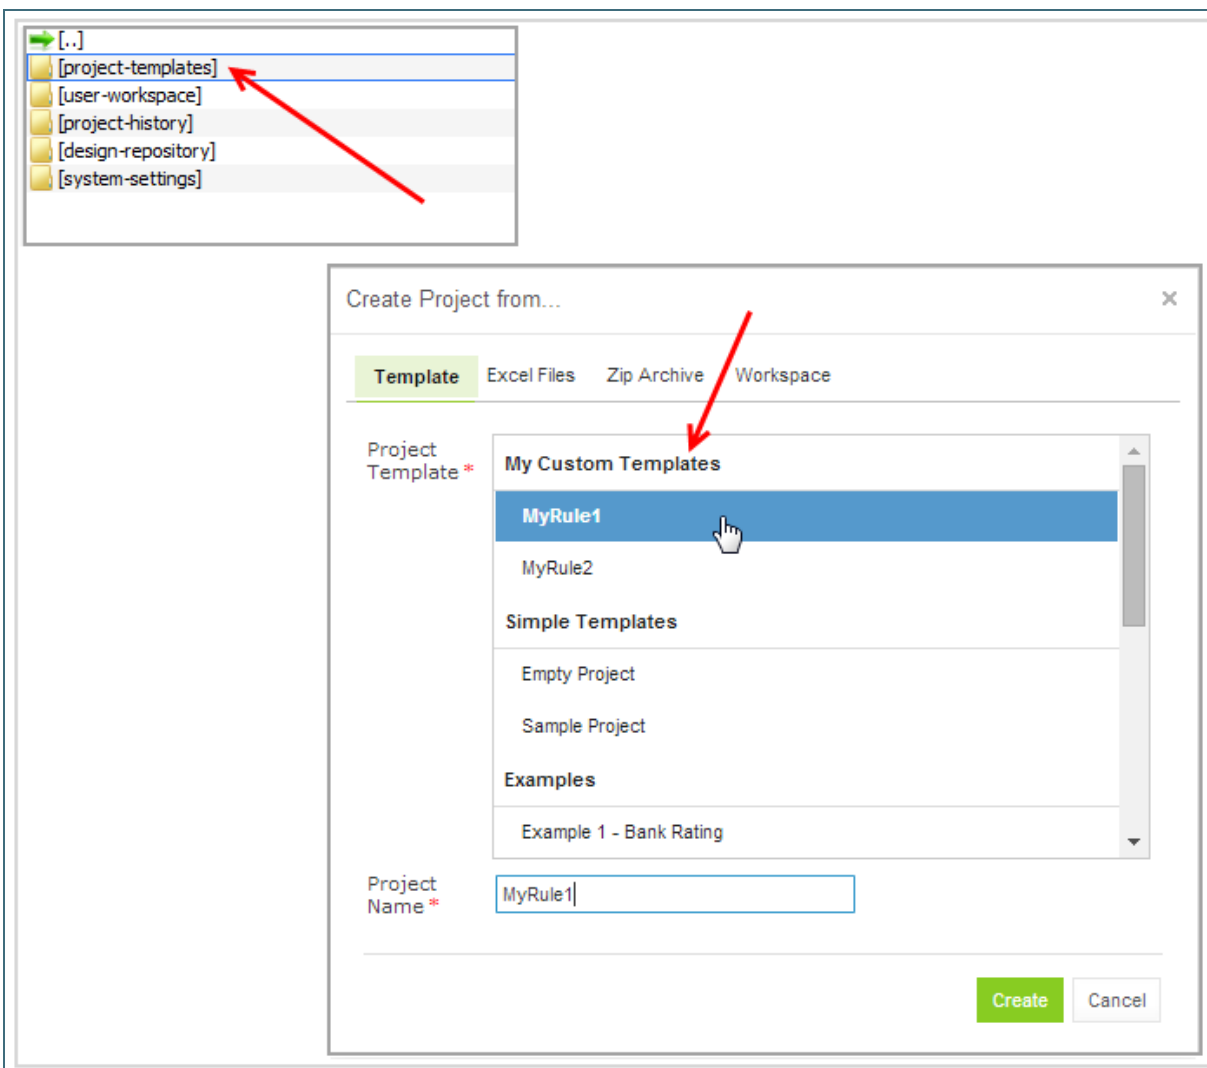 [..]
[project-templates]
[user-workspace]
[project-history]
[design-repository]
[system-settings]
Create Project from...
Template Excel Files Zip Archive Workspace
Project
Template *
My Custom Templates
MyRule1
MyRule2
Simple Templates
Empty Project
Sample Project
Examples
Example 1 - Bank Rating
Project
Name *
MyRule1
Create Cancel